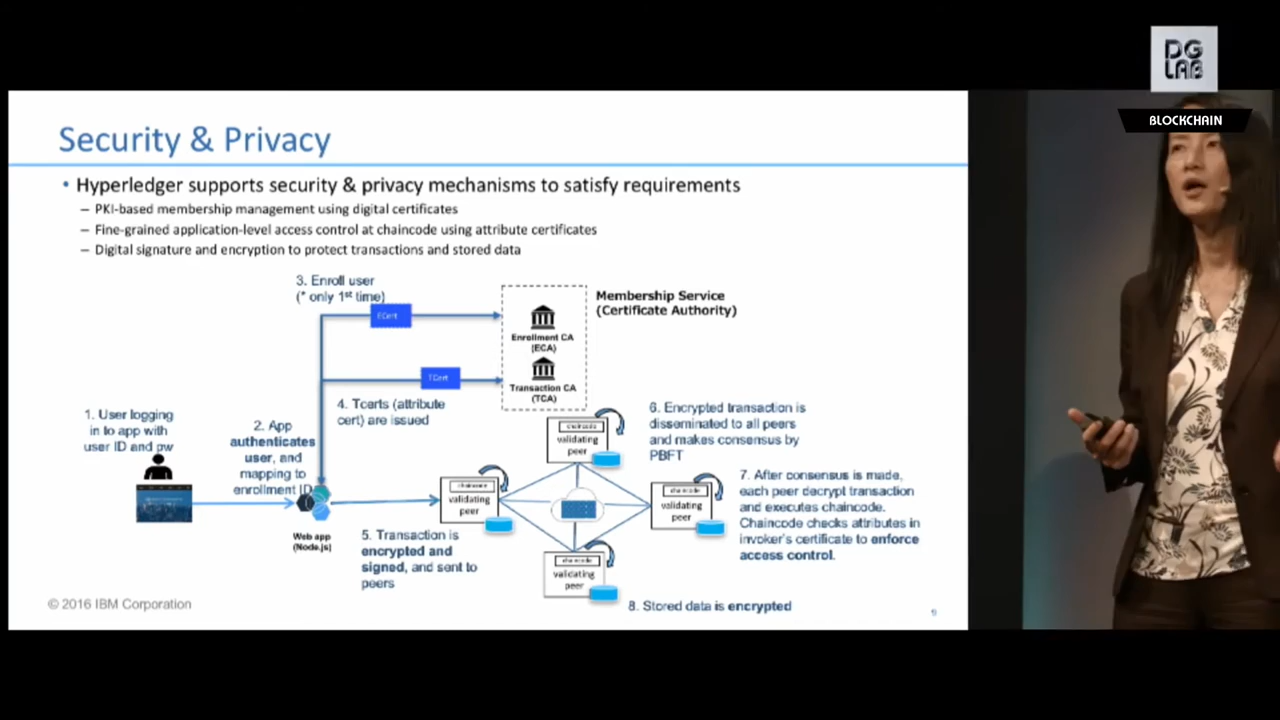 DG
LAB
BLOCKCHAIN
Security & Privacy
• Hyperledger supports security & privacy mechanisms to satisfy requirements
– PKI-based membership management using digital certificates
– Fine-grained application-level access control at chaincode using attribute certificates
– Digital signature and encryption to protect transactions and stored data
3. Enroll user
(* only 1st time)
ECert
Membership Service
(Certificate Authority)
Enrollment CA
(ECA)
TCert
Transaction CA
(TCA)
4. Tcerts (attribute
cert) are issued
1. User logging
in to app with
user ID and pw
2. App
authenticates
user, and
mapping to
enrollment ID
Web app
(Node.js)
5. Transaction is
encrypted and
signed, and sent to
peers
chaincode
validating
peer
chaincode
validating
peer
chaincode
validating
peer
chaincode
validating
peer
6. Encrypted transaction is
disseminated to all peers
and makes consensus by
PBFT
7. After consensus is made,
each peer decrypt transaction
and executes chaincode.
Chaincode checks attributes in
invoker's certificate to enforce
access control.
8. Stored data is encrypted
© 2016 IBM Corporation